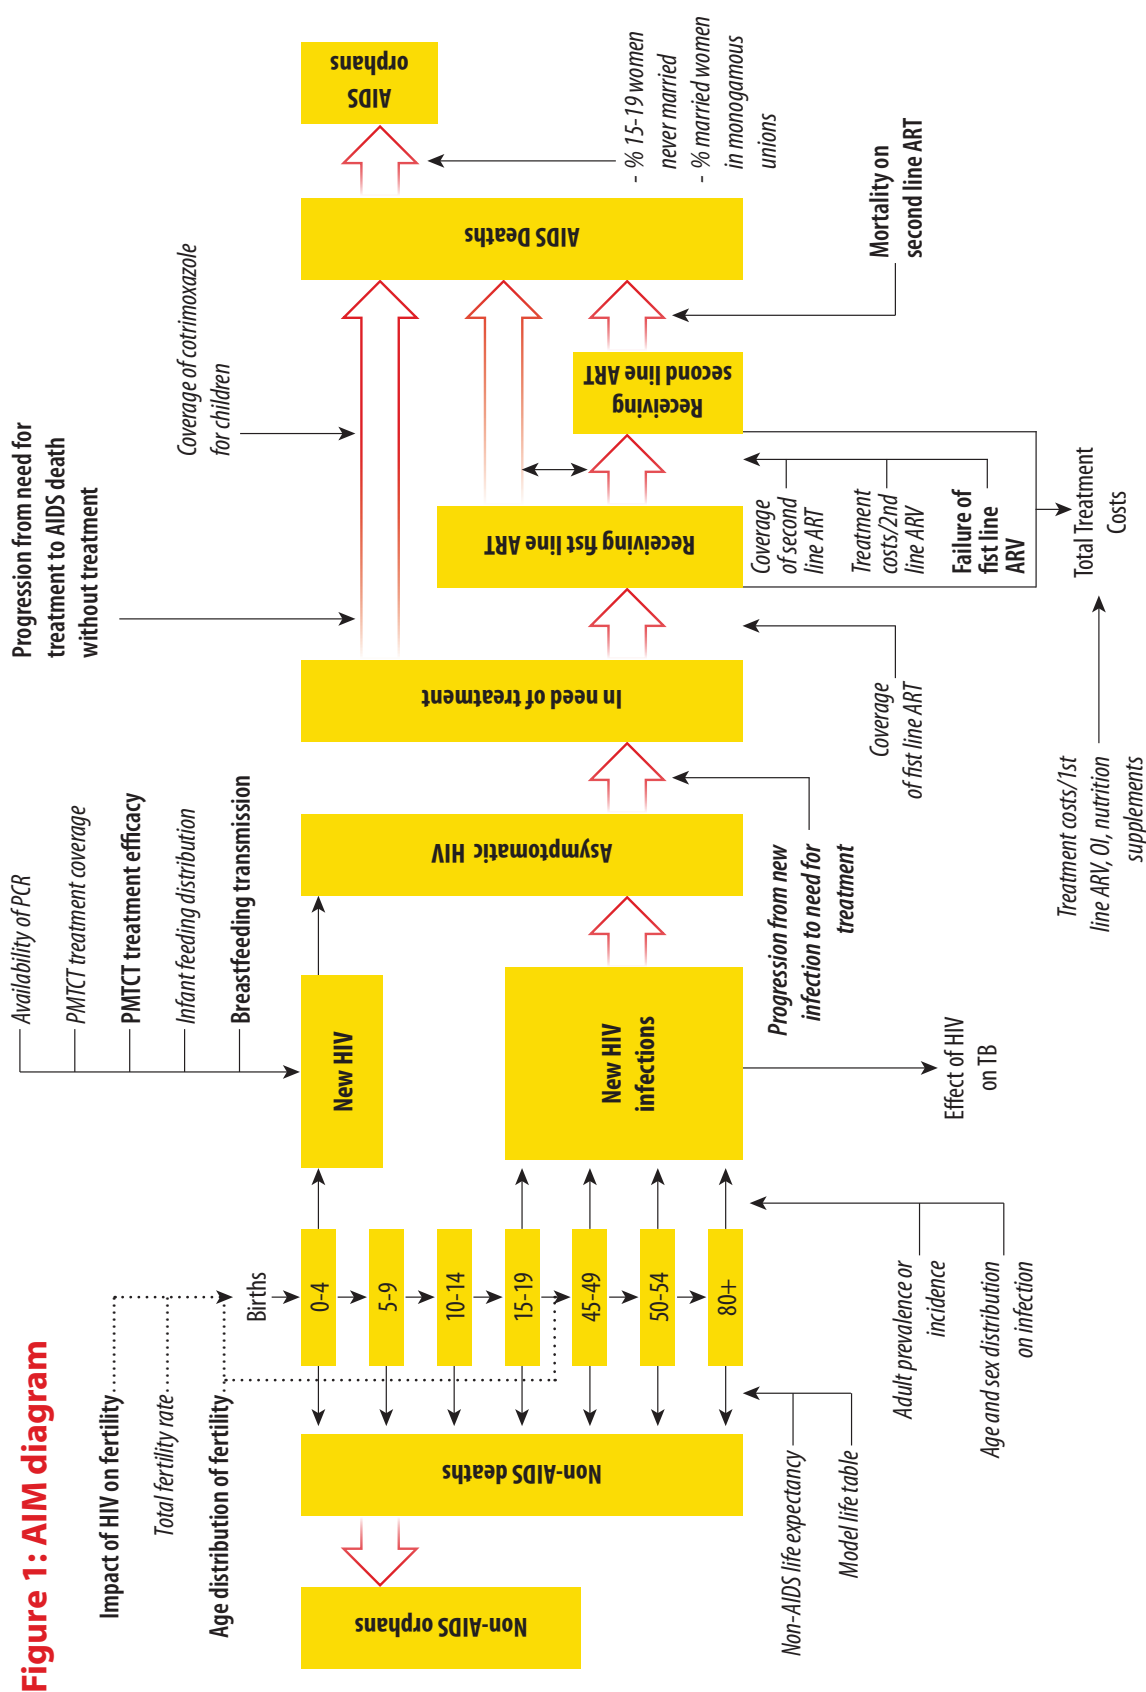 Figure 1: AIM diagram
Impact of HIV on fertility
Total fertility rate
Age distribution of fertility
Births
0-4
5-9
10-14
15-19
45-49
50-54
80+
Non-AIDS orphans
Non-AIDS deaths
Non-AIDS life expectancy
Model life table
Adult prevalence or
incidence
Age and sex distribution
on infection
Availability of PCR
PMTCT treatment coverage
PMTCT treatment efficacy
Infant feeding distribution
Breastfeeding transmission
New HIV
New HIV
infections
Effect of HIV
on TB
Asymptomatic HIV
Progression from new
infection to need for
treatment
In need of treatment
Progression from need for
treatment to AIDS death
without treatment
Coverage of cotrimoxazole
for children
Coverage
of fist line ART
Receiving fist line ART
Coverage
of second
line ART
Treatment
costs/2nd
line ARV
Failure of
fist line
ARV
Receiving
second line ART
Total Treatment
Costs
Treatment costs/1st
line ARV, OI, nutrition
supplements
Mortality on
second line ART
AIDS Deaths
- % 15-19 women
never married
- % married women
in monogamous
unions
AIDS
orphans